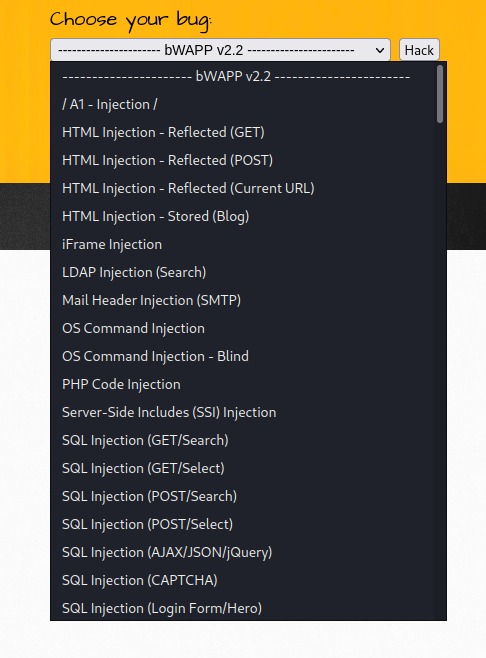 Choose your bug:
--------------------- bWAPP v2.2 ----------------------- Hack
---------------------- bWAPP v2.2 -----------------------
/ A1 - Injection /
HTML Injection - Reflected (GET)
HTML Injection - Reflected (POST)
HTML Injection - Reflected (Current URL)
HTML Injection - Stored (Blog)
iFrame Injection
LDAP Injection (Search)
Mail Header Injection (SMTP)
OS Command Injection
OS Command Injection - Blind
PHP Code Injection
Server-Side Includes (SSI) Injection
SQL Injection (GET/Search)
SQL Injection (GET/Select)
SQL Injection (POST/Search)
SQL Injection (POST/Select)
SQL Injection (AJAX/JSON/jQuery)
SQL Injection (CAPTCHA)
SQL Injection (Login Form/Hero)